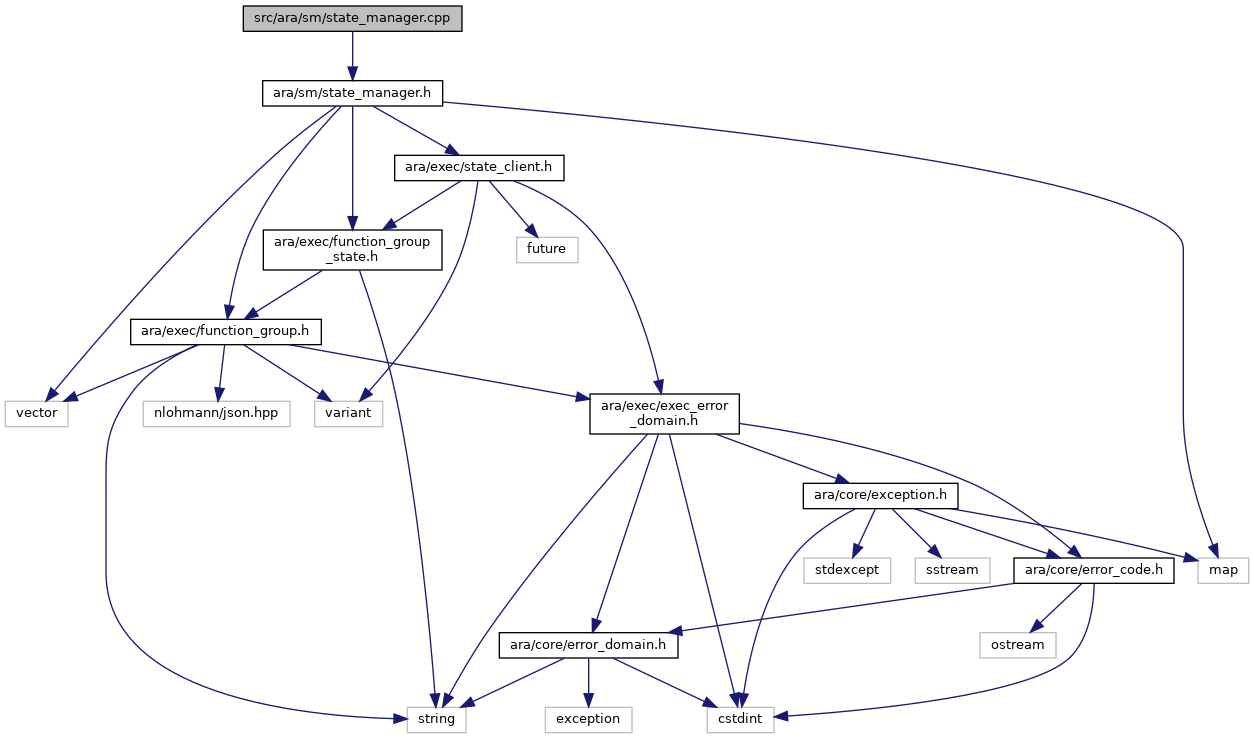 src/ara/sm/state_manager.cpp
ara/sm/state_manager.h
ara/exec/state_client.h
ara/exec/function_group
_state.h
future
ara/exec/function_group.h
vector
nlohmann/json.hpp
variant
ara/exec/exec_error
_domain.h
ara/core/exception.h
stdexcept
sstream
ara/core/error_code.h
map
ara/core/error_domain.h
ostream
string
exception
cstdint